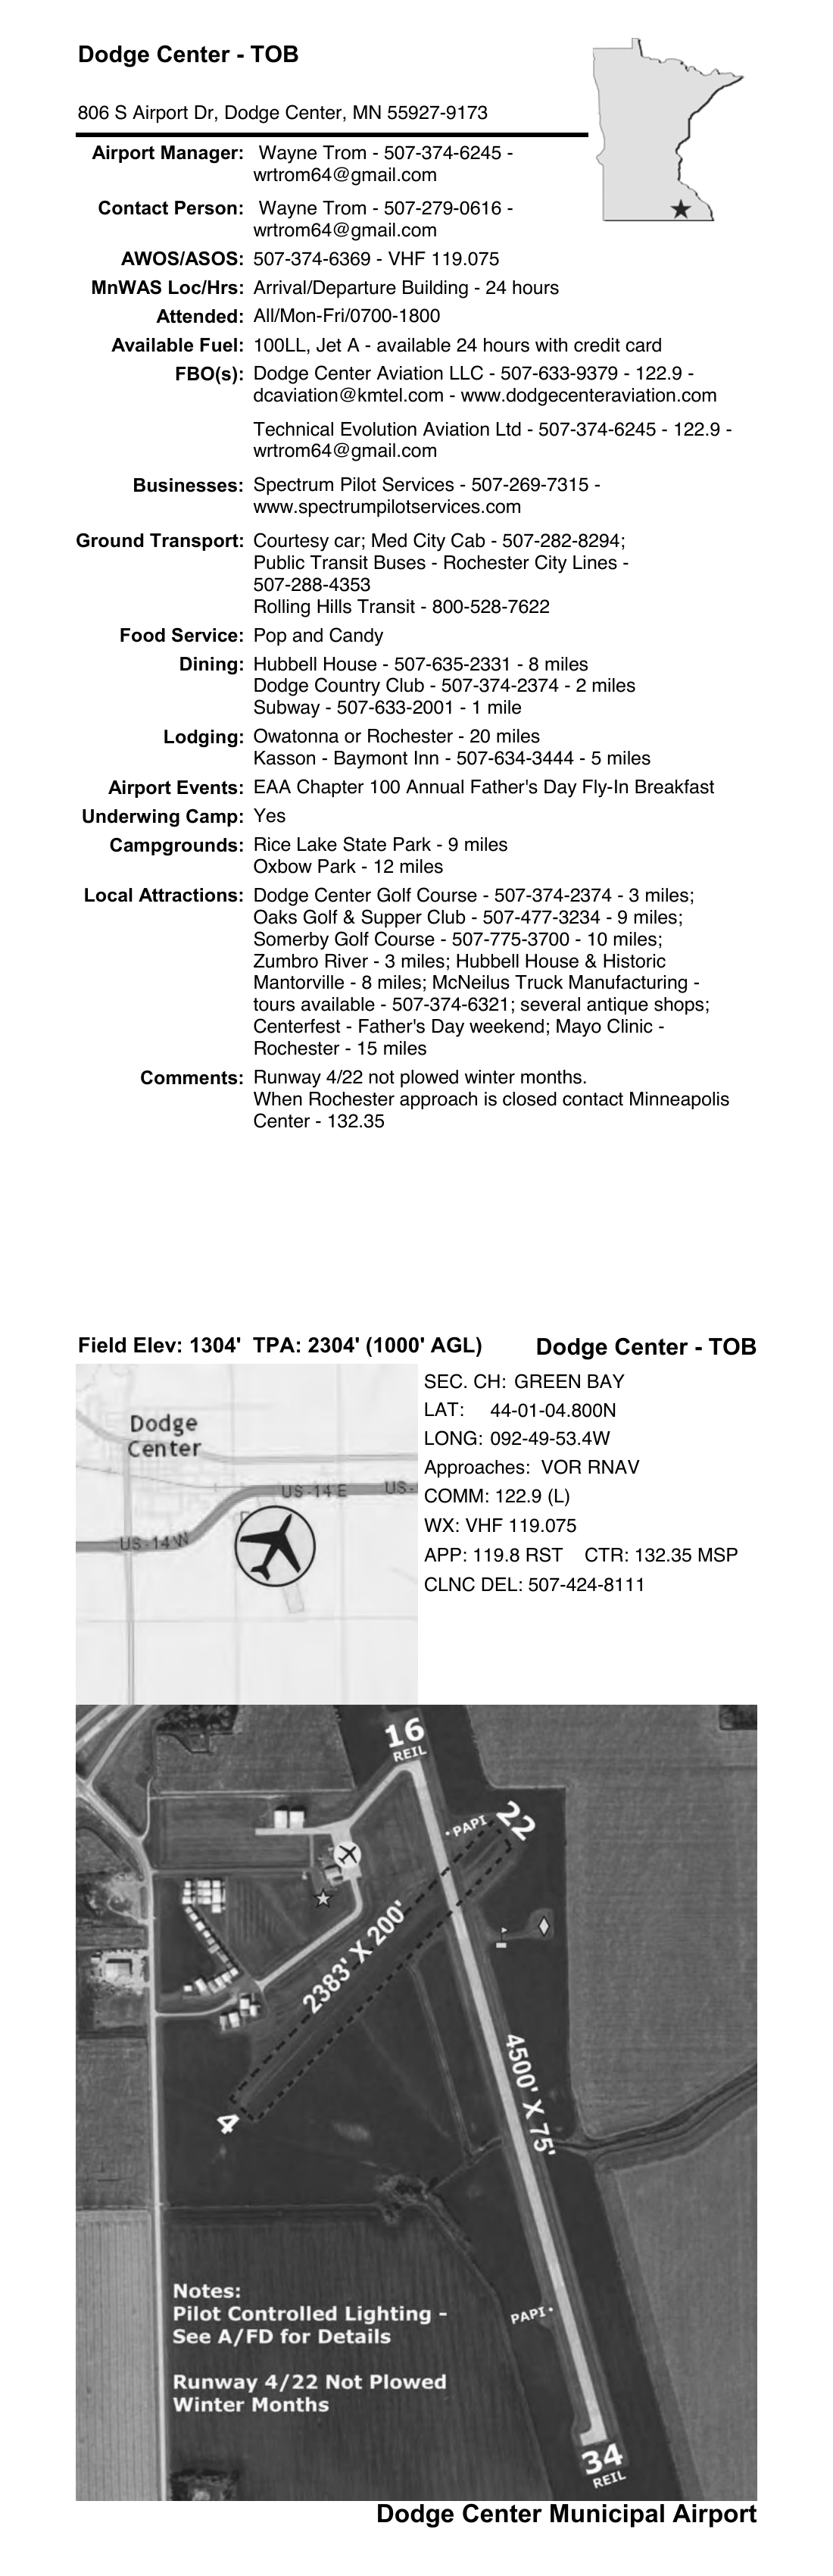 Dodge Center - TOB
806 S Airport Dr, Dodge Center, MN 55927-9173
Airport Manager: Wayne Trom - 507-374-6245 -
wrtrom64@gmail.com
Contact Person: Wayne Trom - 507-279-0616 -
wrtrom64@gmail.com
AWOS/ASOS: 507-374-6369 - VHF 119.075
MnWAS Loc/Hrs: Arrival/Departure Building - 24 hours
Attended: All/Mon-Fri/0700-1800
Available Fuel: 100LL, Jet A - available 24 hours with credit card
FBO(s): Dodge Center Aviation LLC - 507-633-9379 - 122.9 -
dcaviation@kmtel.com - www.dodgecenteraviation.com
Technical Evolution Aviation Ltd - 507-374-6245 - 122.9 -
wrtrom64@gmail.com
Businesses: Spectrum Pilot Services - 507-269-7315 -
www.spectrumpilotservices.com
Ground Transport: Courtesy car; Med City Cab - 507-282-8294;
Public Transit Buses - Rochester City Lines -
507-288-4353
Rolling Hills Transit - 800-528-7622
Food Service: Pop and Candy
Dining: Hubbell House - 507-635-2331 - 8 miles
Dodge Country Club - 507-374-2374 - 2 miles
Subway - 507-633-2001 - 1 mile
Lodging: Owatonna or Rochester - 20 miles
Kasson - Baymont Inn - 507-634-3444 - 5 miles
Airport Events: EAA Chapter 100 Annual Father's Day Fly-In Breakfast
Underwing Camp: Yes
Campgrounds: Rice Lake State Park - 9 miles
Oxbow Park - 12 miles
Local Attractions: Dodge Center Golf Course - 507-374-2374 - 3 miles;
Oaks Golf & Supper Club - 507-477-3234 - 9 miles;
Somerby Golf Course - 507-775-3700 - 10 miles;
Zumbro River - 3 miles; Hubbell House & Historic
Mantorville - 8 miles; McNeilus Truck Manufacturing -
tours available - 507-374-6321; several antique shops;
Centerfest - Father's Day weekend; Mayo Clinic -
Rochester - 15 miles
Comments: Runway 4/22 not plowed winter months.
When Rochester approach is closed contact Minneapolis
Center - 132.35
Field Elev: 1304' TPA: 2304' (1000' AGL) Dodge Center - TOB
SEC. CH: GREEN BAY
LAT: 44-01-04.800N
LONG: 092-49-53.4W
Approaches: VOR RNAV
COMM: 122.9 (L)
WX: VHF 119.075
APP: 119.8 RST CTR: 132.35 MSP
CLNC DEL: 507-424-8111
Dodge
Center
US-14 E
US-
US-14W
16
REIL
22
PAPI
2383' X 200'
4500' X 75'
4
Notes:
Pilot Controlled Lighting -
See A/FD for Details
Runway 4/22 Not Plowed
Winter Months
PAPI
34
REIL
Dodge Center Municipal Airport